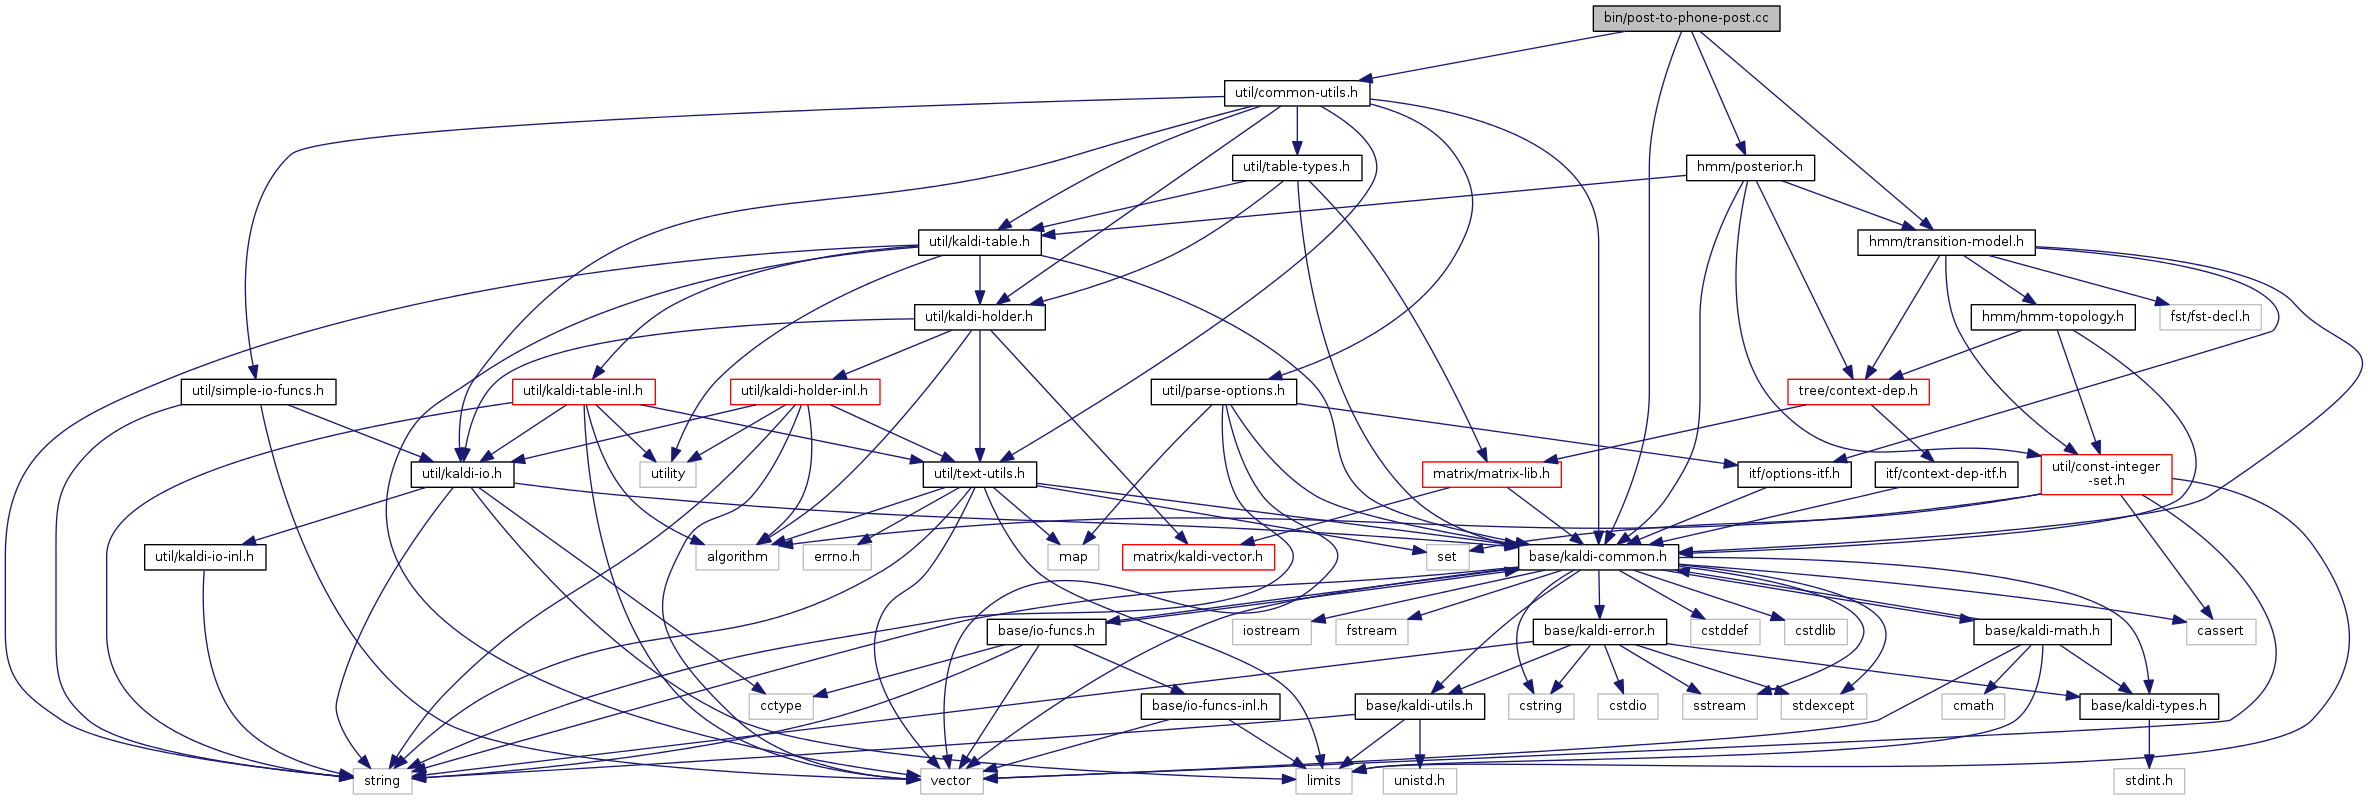 bin/post-to-phone-post.cc
util/common-utils.h
util/table-types.h
hmm/posterior.h
util/kaldi-table.h
hmm/transition-model.h
util/kaldi-holder.h
hmm/hmm-topology.h
fst/fst-decl.h
util/simple-io-funcs.h
util/kaldi-table-inl.h
util/kaldi-holder-inl.h
util/parse-options.h
tree/context-dep.h
util/kaldi-io.h
utility
util/text-utils.h
matrix/matrix-lib.h
itf/options-itf.h
itf/context-dep-itf.h
util/const-integer
-set.h
util/kaldi-io-inl.h
algorithm
errno.h
map
matrix/kaldi-vector.h
set
base/kaldi-common.h
base/io-funcs.h
iostream
fstream
base/kaldi-error.h
cstddef
cstdlib
base/kaldi-math.h
cassert
cctype
base/io-funcs-inl.h
base/kaldi-utils.h
cstring
cstdio
sstream
stdexcept
cmath
base/kaldi-types.h
string
vector
limits
unistd.h
stdint.h